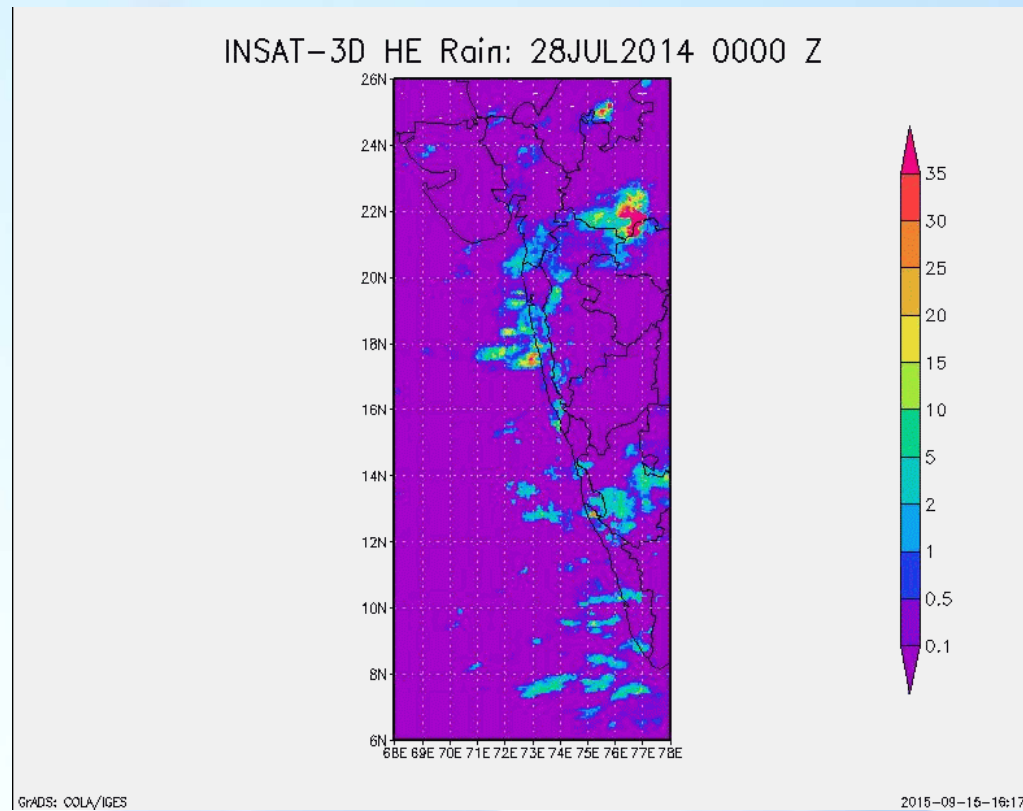 INSAT-3D HE Rain: 28JUL2014 0000 Z
26N
24N
22N
20N
18N
16N
14N
12N
10N
8N
6N
68E 69E 70E 71E 72E 73E 74E 75E 76E 77E 78E
35
30
25
20
15
10
5
2
1
0.5
0.1
GrADS: COLA/IGES
2015-09-15-16:17